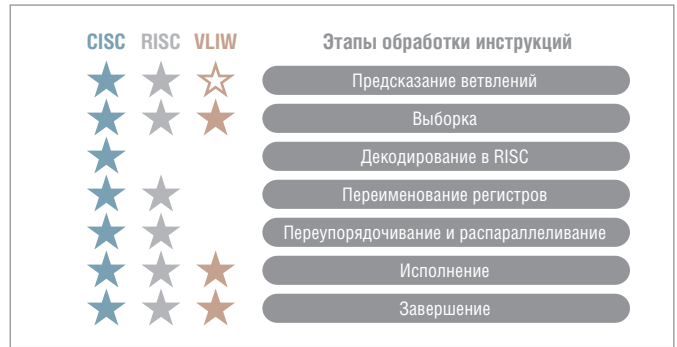 CISC RISC VLIW Этапы обработки инструкций
Предсказание ветвлений
Выборка
Декодирование в RISC
Переименование регистров
Переупорядочивание и распараллеливание
Исполнение
Завершение